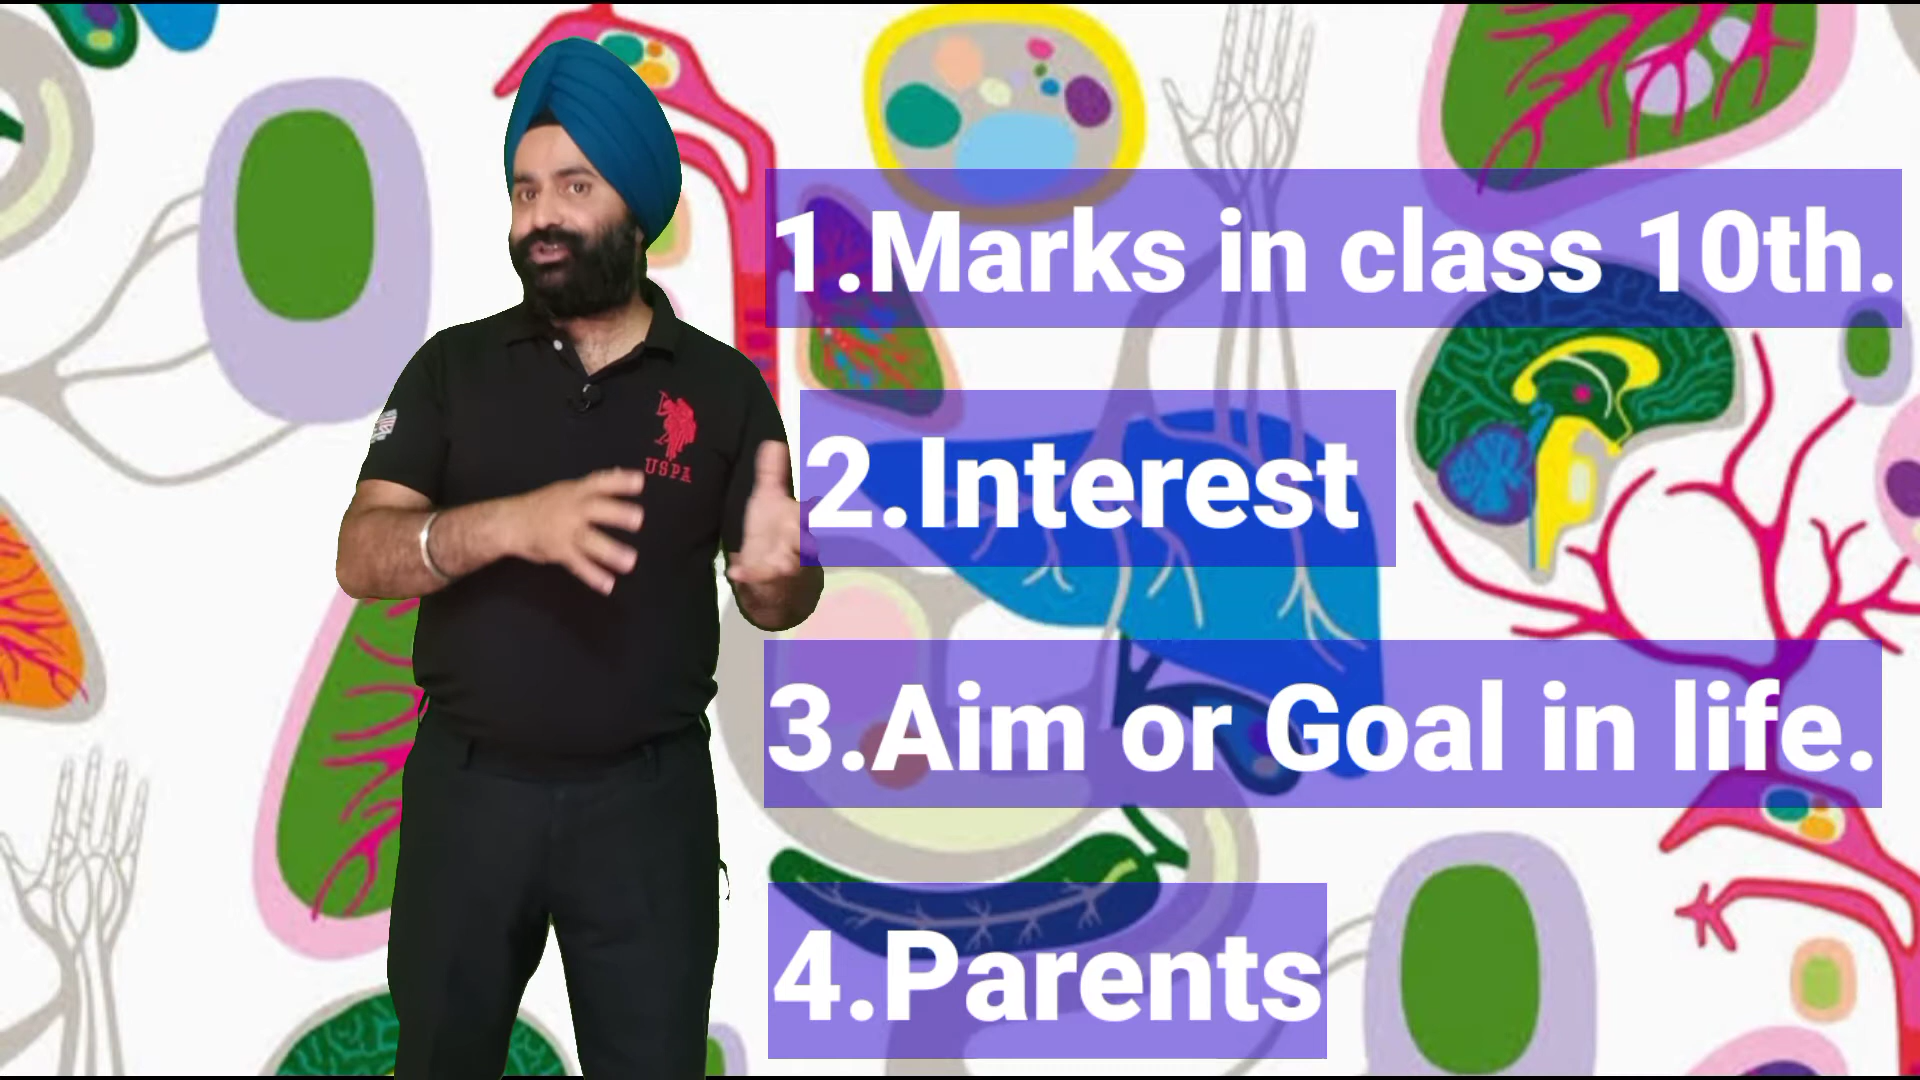 1.Marks in class 10th.
2.Interest
3.Aim or Goal in life.
4.Parents
USPA